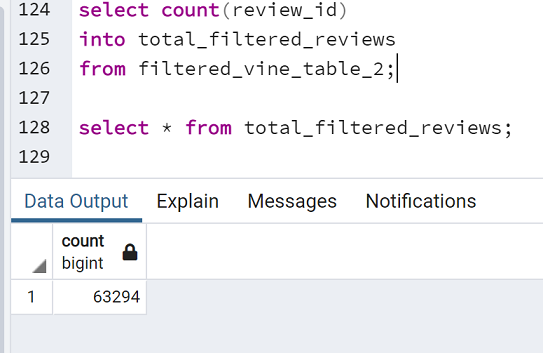 124 select count(review_id)
125 into total_filtered_reviews
126 from filtered_vine_table_2;
127
128 select * from total_filtered_reviews;
129
Data Output Explain Messages Notifications
count
bigint
1 63294